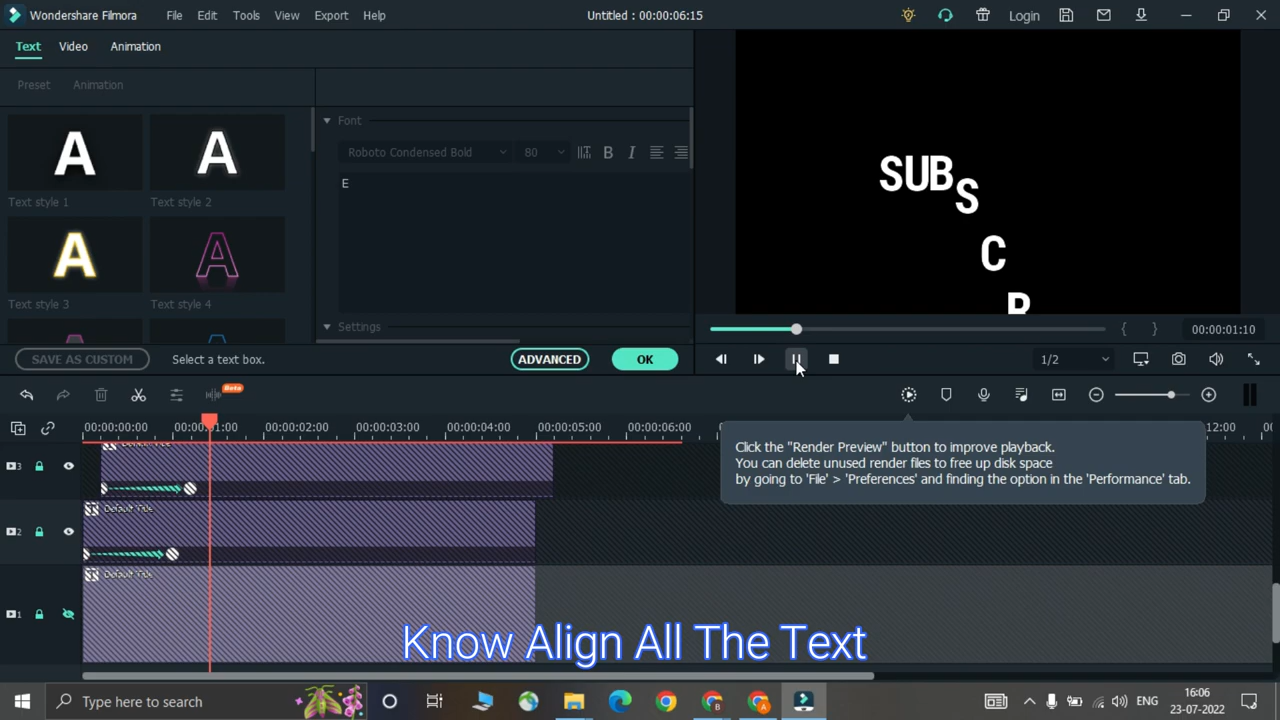 Wondershare Filmora File Edit Tools View Export Help Untitled : 00:00:06:15 Login
Text Video Animation
Preset Animation
Font
Roboto Condensed Bold 80 B I
E
A A
Text style 1 Text style 2
A A
Text style 3 Text style 4
Settings
SAVE AS CUSTOM Select a text box. ADVANCED OK
SUBS
C
R
00:00:01:10
1/2
Beta
00:00:00:00 00:00:02:00 00:00:03:00 00:00:04:00 00:00:05:00 00:00:06:00
Click the "Render Preview" button to improve playback.
You can delete unused render files to free up disk space
by going to 'File' > 'Preferences' and finding the option in the 'Performance' tab.
3 Default Title
2 Default Title
1 Default Title
Know Align All The Text
Type here to search
ENG
16:06
23-07-2022